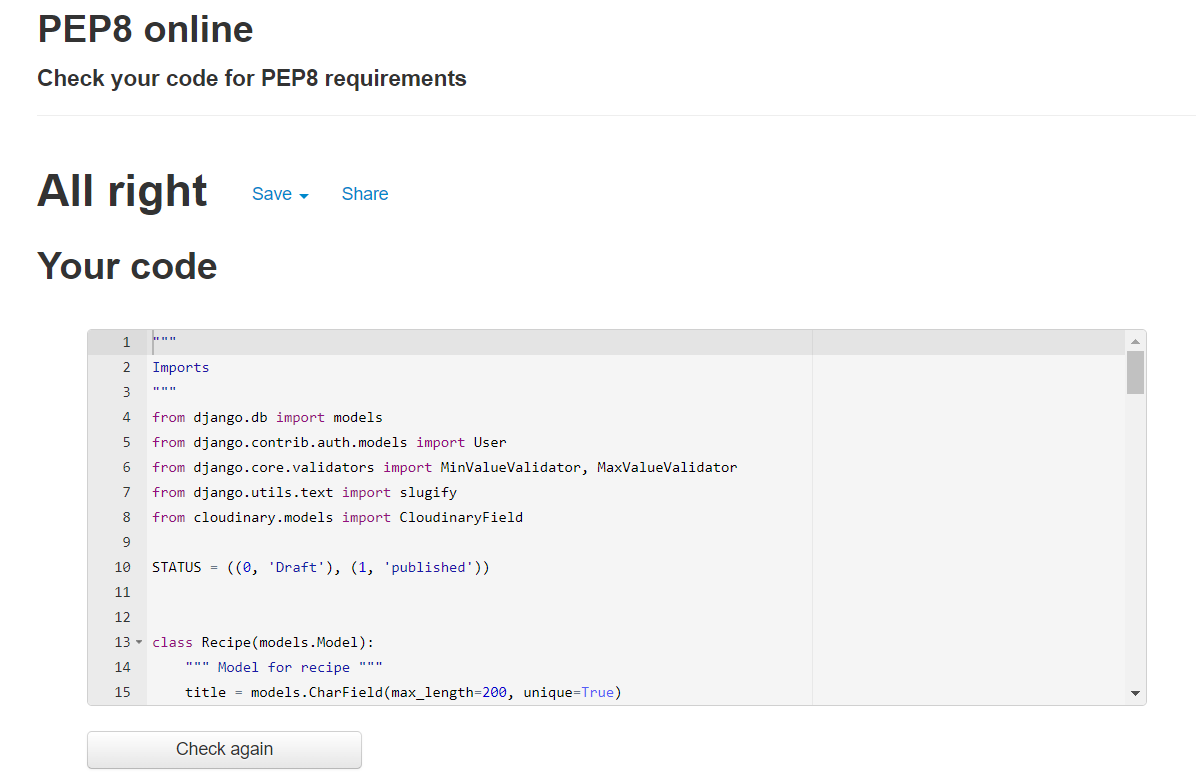 PEP8 online
Check your code for PEP8 requirements
All right Save Share
Your code
1 """
2 Imports
3 """
4 from django.db import models
5 from django.contrib.auth.models import User
6 from django.core.validators import MinValueValidator, MaxValueValidator
7 from django.utils.text import slugify
8 from cloudinary.models import CloudinaryField
9
10 STATUS = ((0, 'Draft'), (1, 'published'))
11
12
13 class Recipe(models.Model):
14     """ Model for recipe """
15     title = models.CharField(max_length=200, unique=True)
Check again